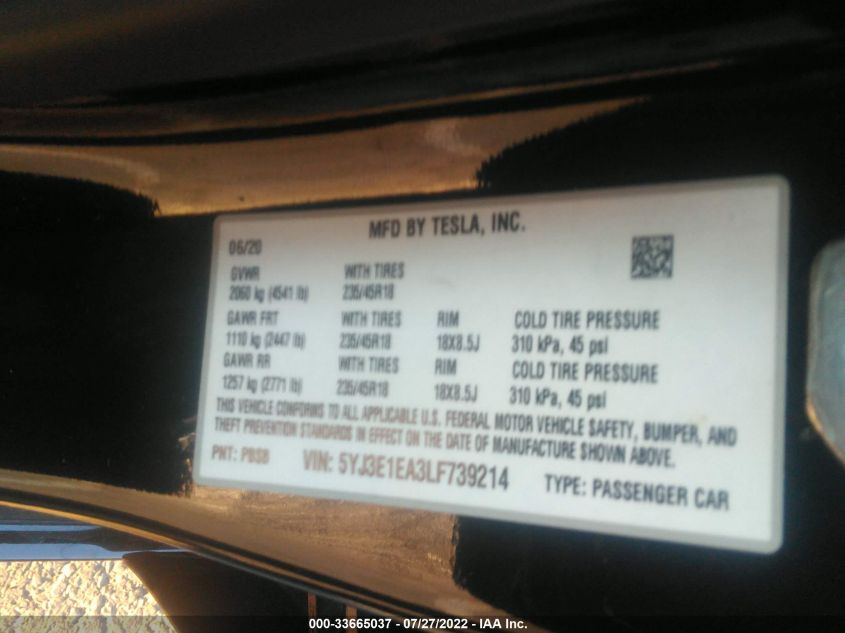 MFD BY TESLA, INC.
06/20
GVWR WITH TIRES
2060 kg (4541 lb) 235/45R18
GAWR FRT WITH TIRES RIM COLD TIRE PRESSURE
1110 kg (2447 lb) 235/45R18 18X8.5J 310 kPa, 45 psi
GAWR RR WITH TIRES RIM COLD TIRE PRESSURE
1257 kg (2771 lb) 235/45R18 18X8.5J 310 kPa, 45 psi
THIS VEHICLE CONFORMS TO ALL APPLICABLE U.S. FEDERAL MOTOR VEHICLE SAFETY, BUMPER, AND
THEFT PREVENTION STANDARDS IN EFFECT ON THE DATE OF MANUFACTURE SHOWN ABOVE.
PNT: PBSB VIN: 5YJ3E1EA3LF739214 TYPE: PASSENGER CAR
000-33665037 - 07/27/2022 - IAA Inc.